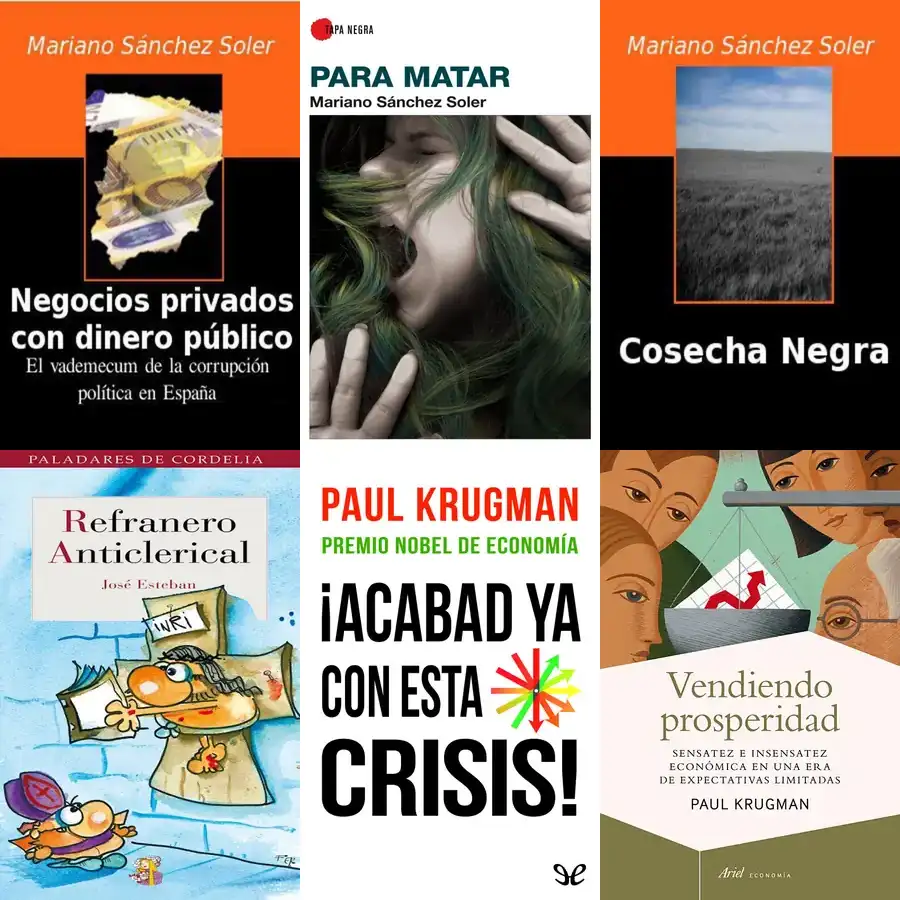 Mariano Sánchez Soler
Negocios privados
con dinero público
El vademecum de la corrupción
política en España
TAPA NEGRA
PARA MATAR
Mariano Sánchez Soler
Mariano Sánchez Soler
Cosecha Negra
PALADARES DE CORDELIA
Refranero
Anticlerical
José Esteban
INRI
FER
PAUL KRUGMAN
PREMIO NOBEL DE ECONOMÍA
¡ACABAD YA
CON ESTA
CRISIS!
Vendiendo
prosperidad
SENSATEZ E INSENSATEZ
ECONÓMICA EN UNA ERA
DE EXPECTATIVAS LIMITADAS
PAUL KRUGMAN
Ariel ECONOMÍA